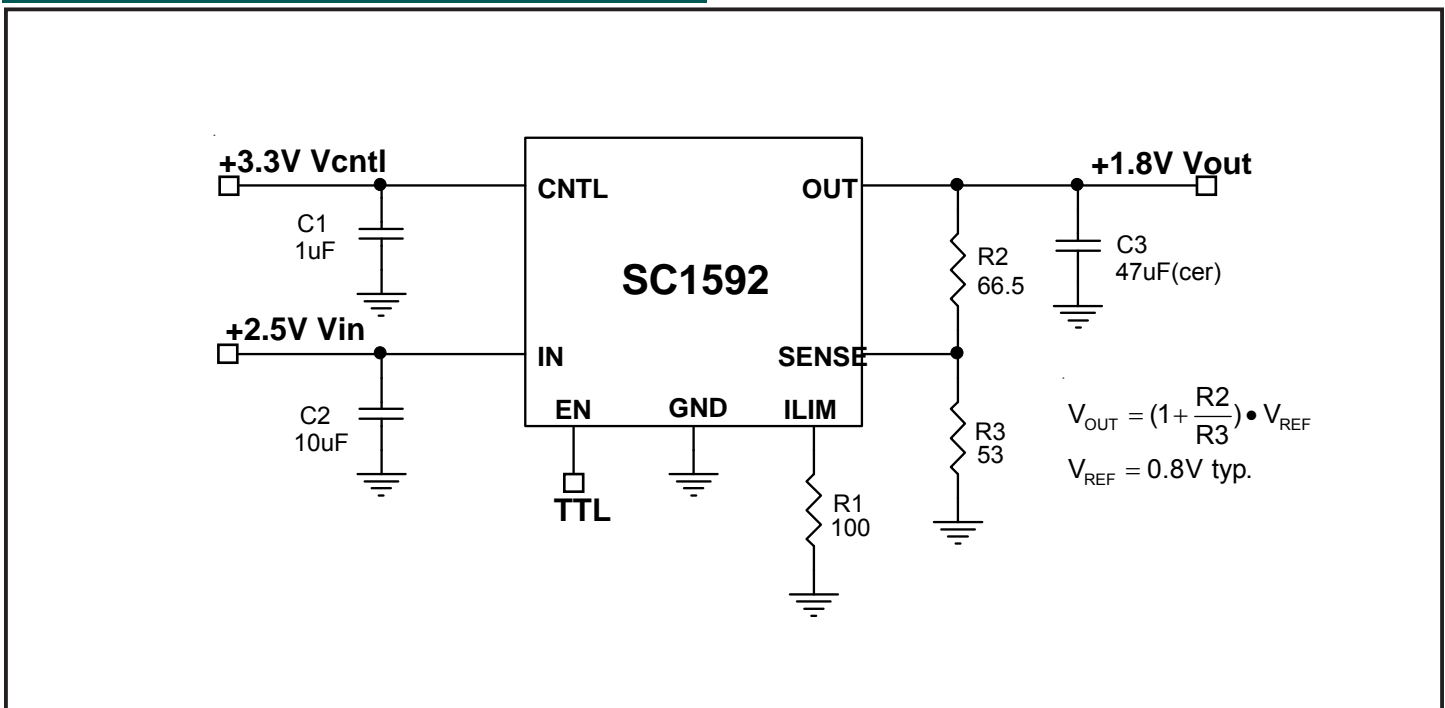 +3.3V Vcntl
+1.8V Vout
CNTL
OUT
C1
1uF
R2
66.5
C3
47uF(cer)
SC1592
+2.5V Vin
IN
SENSE
C2
10uF
EN
GND
ILIM
R3
53
V_OUT = (1+ R2/R3) • V_REF
V_REF = 0.8V typ.
TTL
R1
100